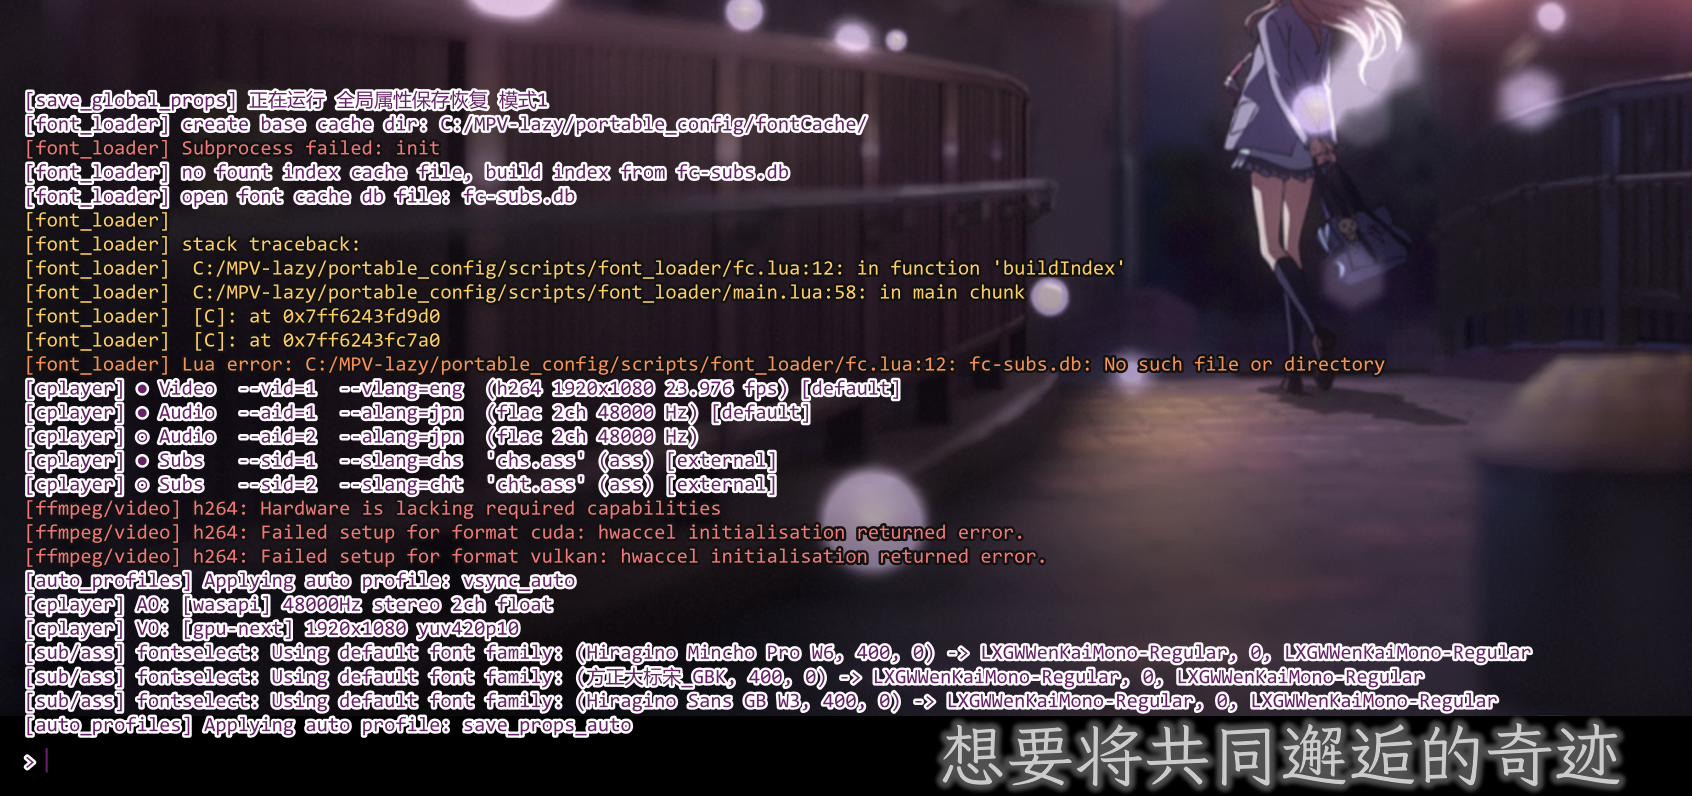 [save_global_props] 正在运行 全局属性保存恢复 模式1
[font_loader] create base cache dir: C:/MPV-lazy/portable_config/fontCache/
[font_loader] Subprocess failed: init
[font_loader] no fount index cache file, build index from fc-subs.db
[font_loader] open font cache db file: fc-subs.db
[font_loader]
[font_loader] stack traceback:
[font_loader]  C:/MPV-lazy/portable_config/scripts/font_loader/fc.lua:12: in function 'buildIndex'
[font_loader]  C:/MPV-lazy/portable_config/scripts/font_loader/main.lua:58: in main chunk
[font_loader]  [C]: at 0x7ff6243fd9d0
[font_loader]  [C]: at 0x7ff6243fc7a0
[font_loader] Lua error: C:/MPV-lazy/portable_config/scripts/font_loader/fc.lua:12: fc-subs.db: No such file or directory
[cplayer] ● Video  --vid=1  --vlang=eng  (h264 1920x1080 23.976 fps) [default]
[cplayer] ● Audio  --aid=1  --alang=jpn  (flac 2ch 48000 Hz) [default]
[cplayer] ○ Audio  --aid=2  --alang=jpn  (flac 2ch 48000 Hz)
[cplayer] ● Subs   --sid=1  --slang=chs  'chs.ass' (ass) [external]
[cplayer] ○ Subs   --sid=2  --slang=cht  'cht.ass' (ass) [external]
[ffmpeg/video] h264: Hardware is lacking required capabilities
[ffmpeg/video] h264: Failed setup for format cuda: hwaccel initialisation returned error.
[ffmpeg/video] h264: Failed setup for format vulkan: hwaccel initialisation returned error.
[auto_profiles] Applying auto profile: vsync_auto
[cplayer] AO: [wasapi] 48000Hz stereo 2ch float
[cplayer] VO: [gpu-next] 1920x1080 yuv420p10
[sub/ass] fontselect: Using default font family: (Hiragino Mincho Pro W6, 400, 0) -> LXGWWenKaiMono-Regular, 0, LXGWWenKaiMono-Regular
[sub/ass] fontselect: Using default font family: (方正大标宋_GBK, 400, 0) -> LXGWWenKaiMono-Regular, 0, LXGWWenKaiMono-Regular
[sub/ass] fontselect: Using default font family: (Hiragino Sans GB W3, 400, 0) -> LXGWWenKaiMono-Regular, 0, LXGWWenKaiMono-Regular
[auto_profiles] Applying auto profile: save_props_auto
>
想要将共同邂逅的奇迹